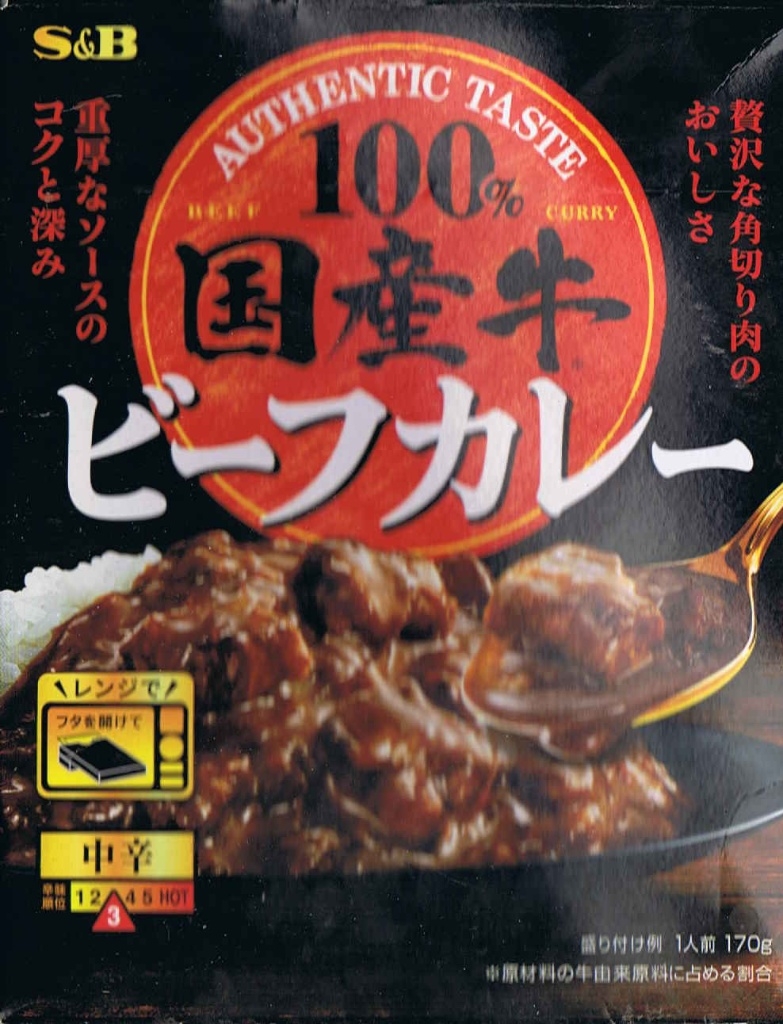 S&B
AUTHENTIC TASTE
100%
BEEF CURRY
国産牛
ビーフカレー
贅沢な角切り肉の
おいしさ
重厚なソースの
コクと深み
レンジで
フタを開けて
中辛
辛味
順位
1 2 3 4 5 HOT
盛り付け例 1人前 170g
※原材料の牛由来原料に占める割合